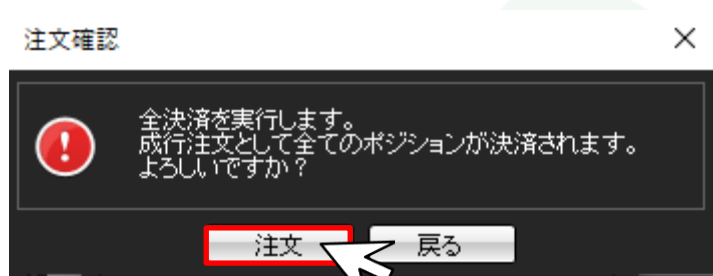 注文確認
全決済を実行します。
成行注文として全てのポジションが決済されます。
よろしいですか？
注文
戻る